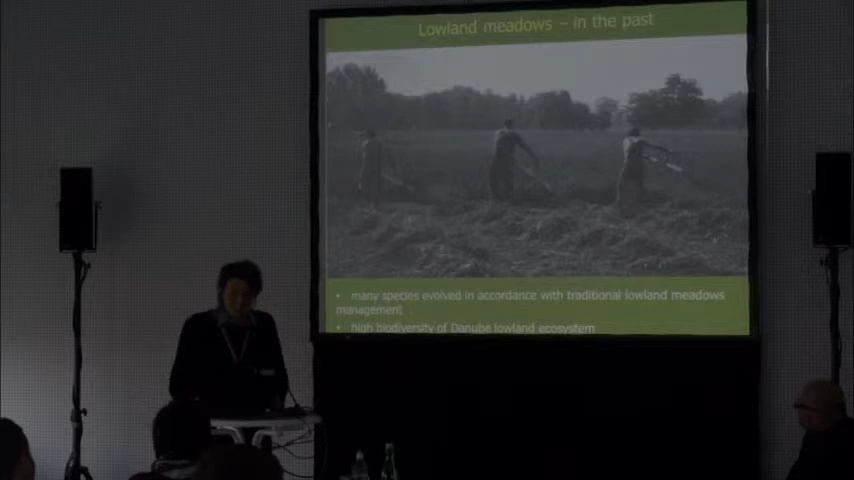 Lowland meadows – in the past
• many species evolved in accordance with traditional lowland meadows
management
• high biodiversity of Danube lowland ecosystem